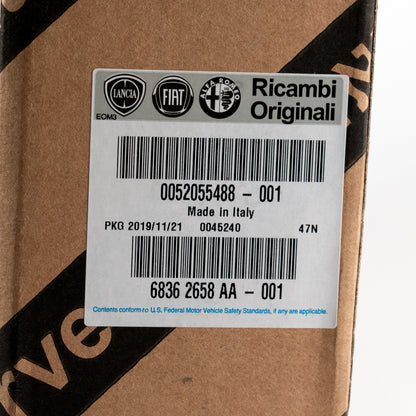 LANCIA FIAT ALFA ROMEO Ricambi
Originali
EOM3
0052055488 - 001
Made in Italy
PKG 2019/11/21 0045240 47N
6836 2658 AA - 001
Contents conform to U.S. Federal Motor Vehicle Safety Standards, if any are applicable.